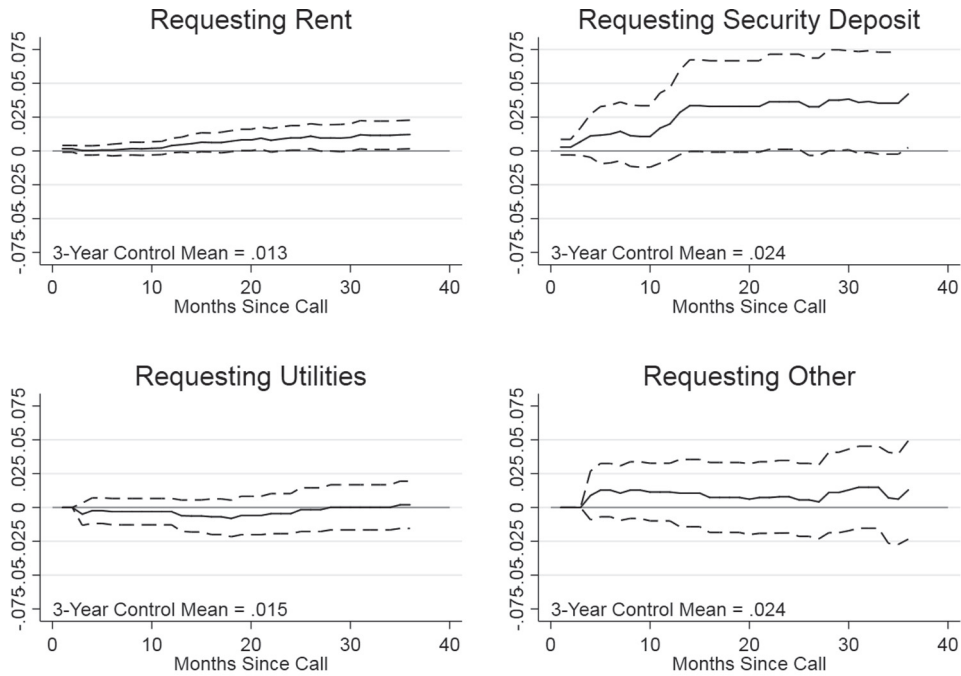 Requesting Rent
.075
.05
.025
0
-.025
-.05
-.075
3-Year Control Mean = .013
0 10 20 30 40
Months Since Call
Requesting Security Deposit
.075
.05
.025
0
-.025
-.05
-.075
3-Year Control Mean = .024
0 10 20 30 40
Months Since Call
Requesting Utilities
.075
.05
.025
0
-.025
-.05
-.075
3-Year Control Mean = .015
0 10 20 30 40
Months Since Call
Requesting Other
.075
.05
.025
0
-.025
-.05
-.075
3-Year Control Mean = .024
0 10 20 30 40
Months Since Call